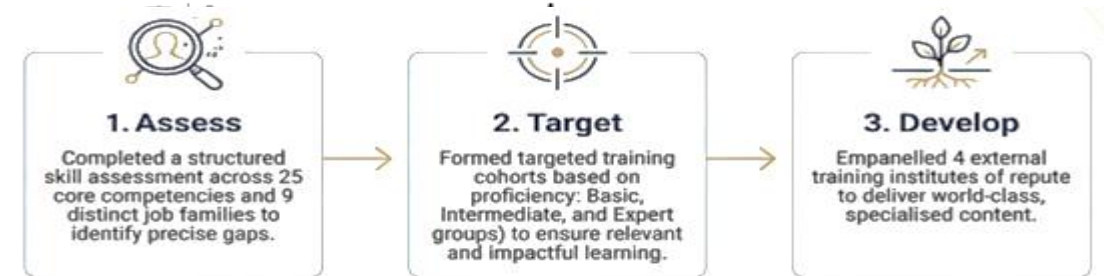 1. Assess
Completed a structured
skill assessment across 25
core competencies and 9
distinct job families to
identify precise gaps.
2. Target
Formed targeted training
cohorts based on
proficiency: Basic,
Intermediate, and Expert
groups) to ensure relevant
and impactful learning.
3. Develop
Empanelled 4 external
training institutes of repute
to deliver world-class,
specialised content.